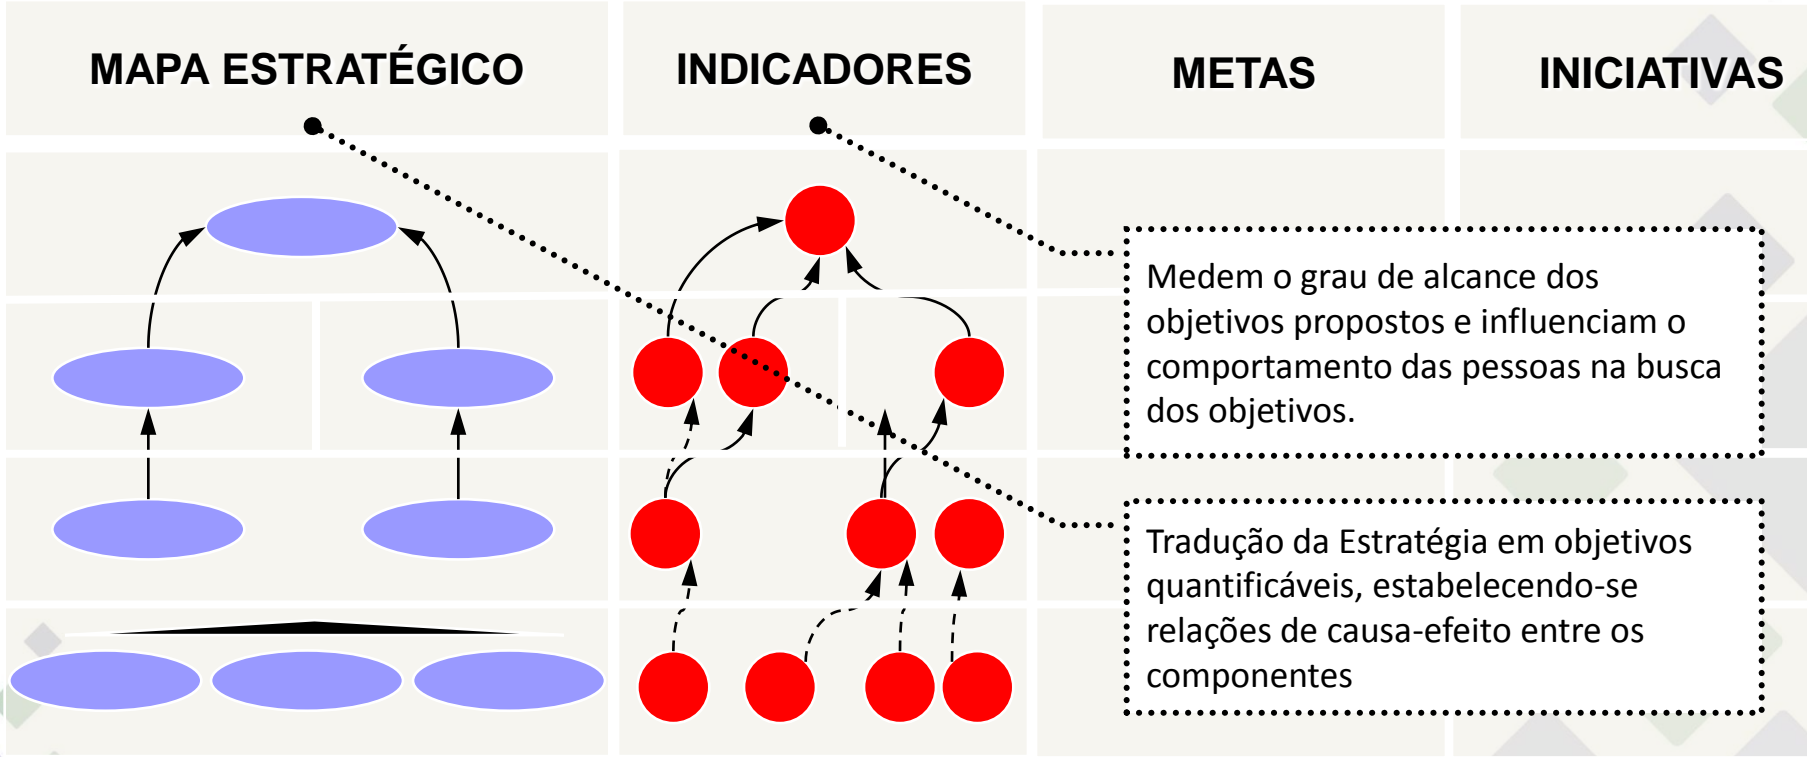 MAPA ESTRATÉGICO
INDICADORES
METAS
INICIATIVAS
Medem o grau de alcance dos
objetivos propostos e influenciam o
comportamento das pessoas na busca
dos objetivos.
Tradução da Estratégia em objetivos
quantificáveis, estabelecendo-se
relações de causa-efeito entre os
componentes